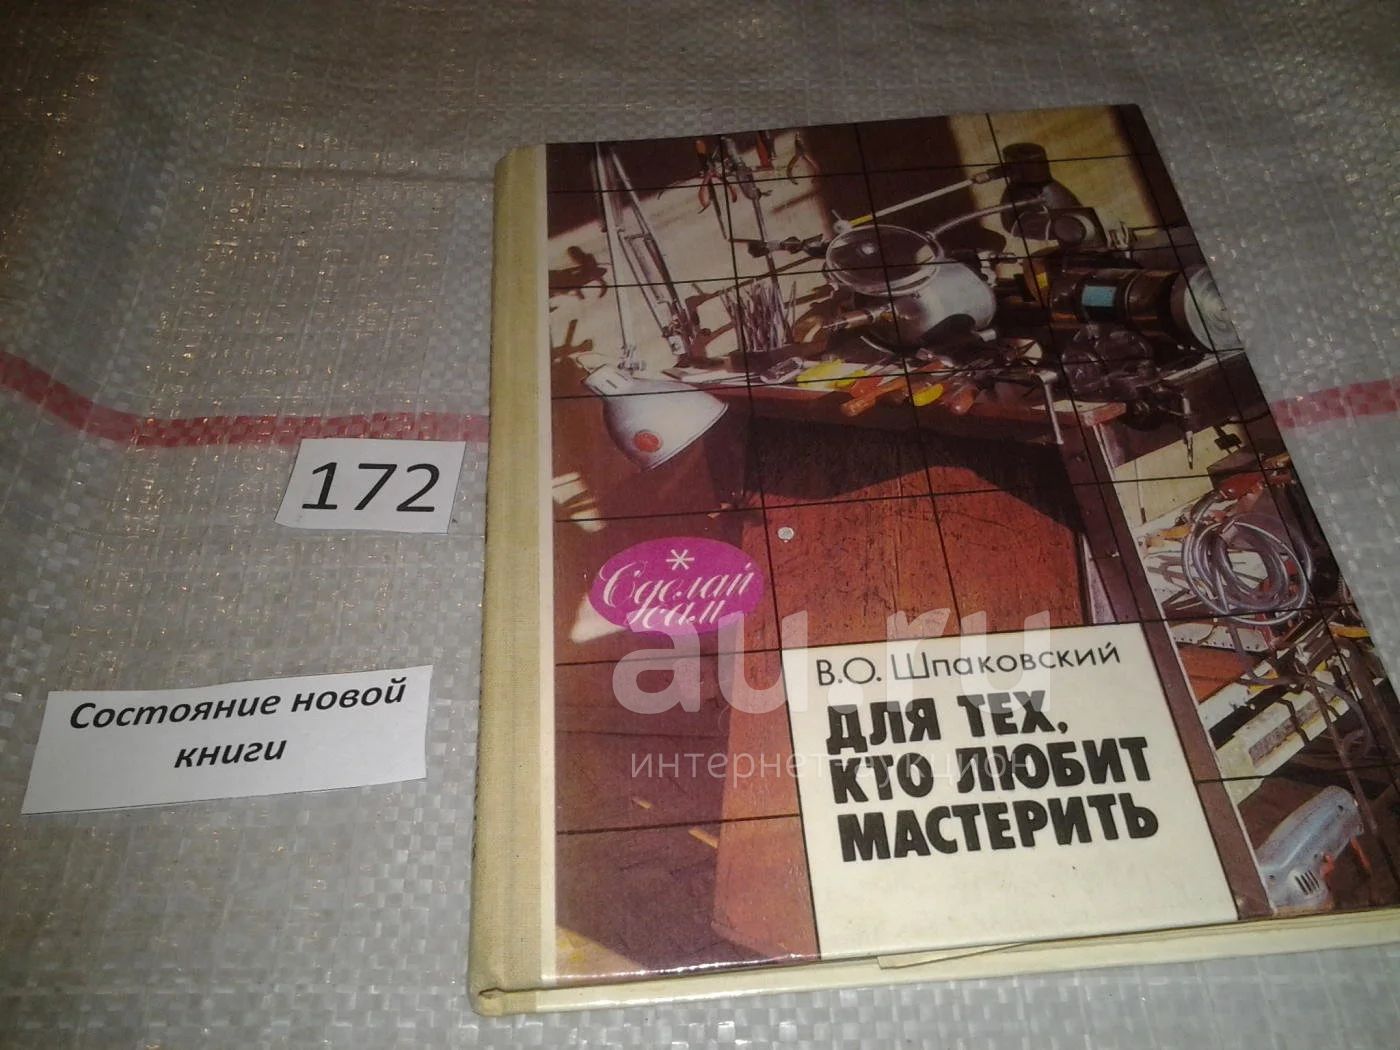 172
Состояние новой
книги
*
Сделай
сам
В.О. Шпаковский
ДЛЯ ТЕХ,
КТО ЛЮБИТ
МАСТЕРИТЬ
au.ru
интернет-аукцион